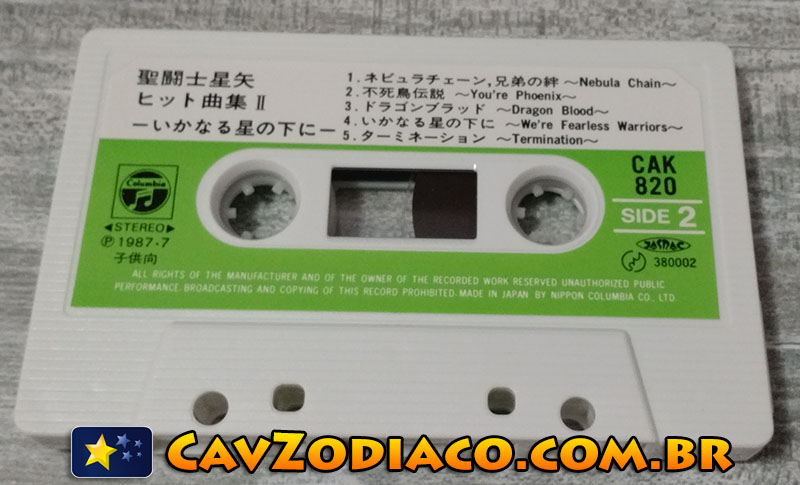 聖闘士星矢
ヒット曲集 Ⅱ
ーいかなる星の下にー
1. ネビュラチェーン,兄弟の絆 〜Nebula Chain〜
2. 不死鳥伝説 〜You're Phoenix〜
3. ドラゴンブラッド 〜Dragon Blood〜
4. いかなる星の下に 〜We're Fearless Warriors〜
5. ターミネーション 〜Termination〜
Columbia
◀STEREO▶
Ⓟ1987・7
子供向
CAK
820
SIDE 2
JASRAC
380002
ALL RIGHTS OF THE MANUFACTURER AND OF THE OWNER OF THE RECORDED WORK RESERVED UNAUTHORIZED PUBLIC
PERFORMANCE. BROADCASTING AND COPYING OF THIS RECORD PROHIBITED MADE IN JAPAN BY NIPPON COLUMBIA CO., LTD
CAVZODIACO.COM.BR